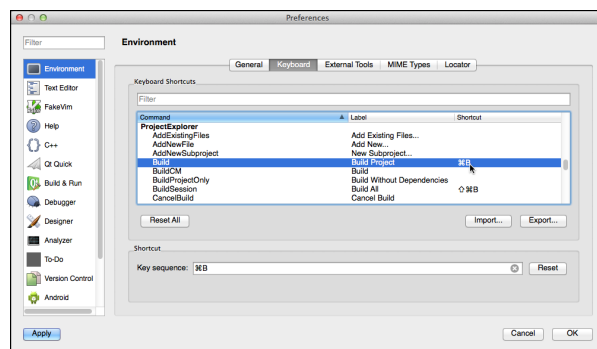 Preferences
Filter
Environment
Environment
Text Editor
FakeVim
Help
C++
Qt Quick
Build & Run
Debugger
Designer
Analyzer
To-Do
Version Control
Android
General Keyboard External Tools MIME Types Locator
Keyboard Shortcuts
Filter
Command Label Shortcut
ProjectExplorer
AddExistingFiles Add Existing Files...
AddNewFile Add New...
AddNewSubproject New Subproject...
Build Build Project ⌘B
BuildCM Build
BuildProjectOnly Build Without Dependencies
BuildSession Build All ⇧⌘B
CancelBuild Cancel Build
Reset All Import... Export...
Shortcut
Key sequence: ⌘B Reset
Apply Cancel OK